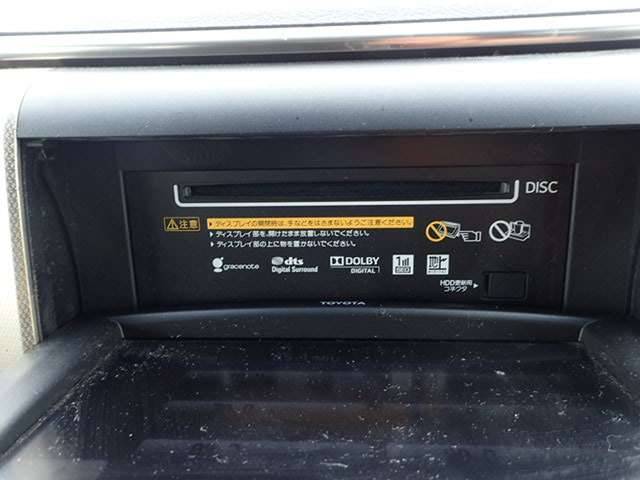 DISC
注意
▶ディスプレイの開閉時は、手などをはさまないようご注意ください。
▶ディスプレイ部を、開けたまま放置しないでください。
▶ディスプレイの上に物を置かないでください。
gracenote
dts
Digital Surround
DOLBY
DIGITAL
1
SEG
HDD更新用
コネクタ
TOYOTA